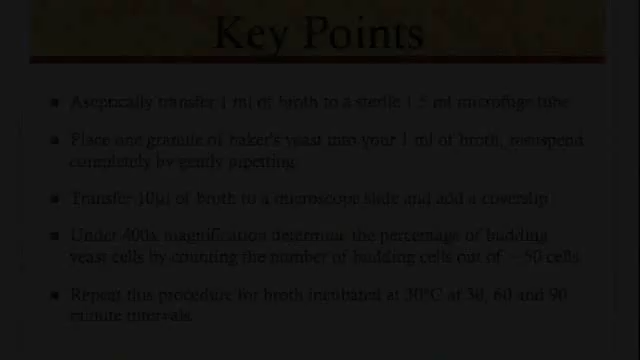 Key Points
Aseptically transfer 1 ml of broth to a sterile 1.5 ml microfuge tube
Place one granule of baker's yeast into your 1 ml of broth, resuspend
completely by gently pipetting
Transfer 10µl of broth to a microscope slide and add a coverslip
Under 400x magnification determine the percentage of budding
yeast cells by counting the number of budding cells out of ~50 cells
Repeat this procedure for broth incubated at 30°C at 30, 60 and 90
minute intervals.